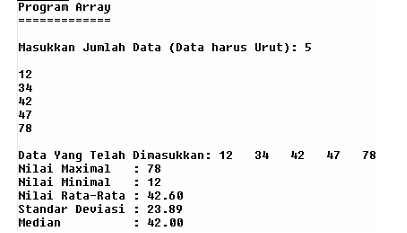 Program Array
=============
Masukkan Jumlah Data (Data harus Urut): 5
12
34
42
47
78
Data Yang Telah Dimasukkan: 12 34 42 47 78
Nilai Maximal : 78
Nilai Minimal : 12
Nilai Rata-Rata : 42.60
Standar Deviasi : 23.89
Median : 42.00